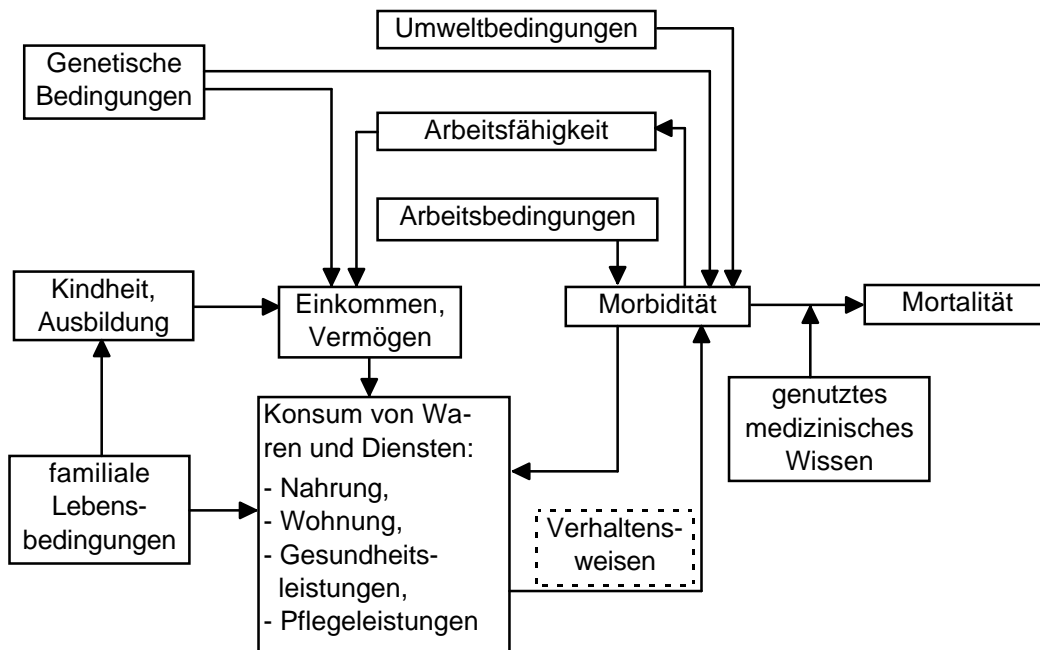 Umweltbedingungen
Genetische
Bedingungen
Arbeitsfähigkeit
Arbeitsbedingungen
Kindheit,
Ausbildung
Einkommen,
Vermögen
Morbidität
Mortalität
genutztes
medizinisches
Wissen
familiale
Lebens-
bedingungen
Konsum von Wa-
ren und Diensten:
- Nahrung,
- Wohnung,
- Gesundheits-
leistungen,
- Pflegeleistungen
Verhaltens-
weisen